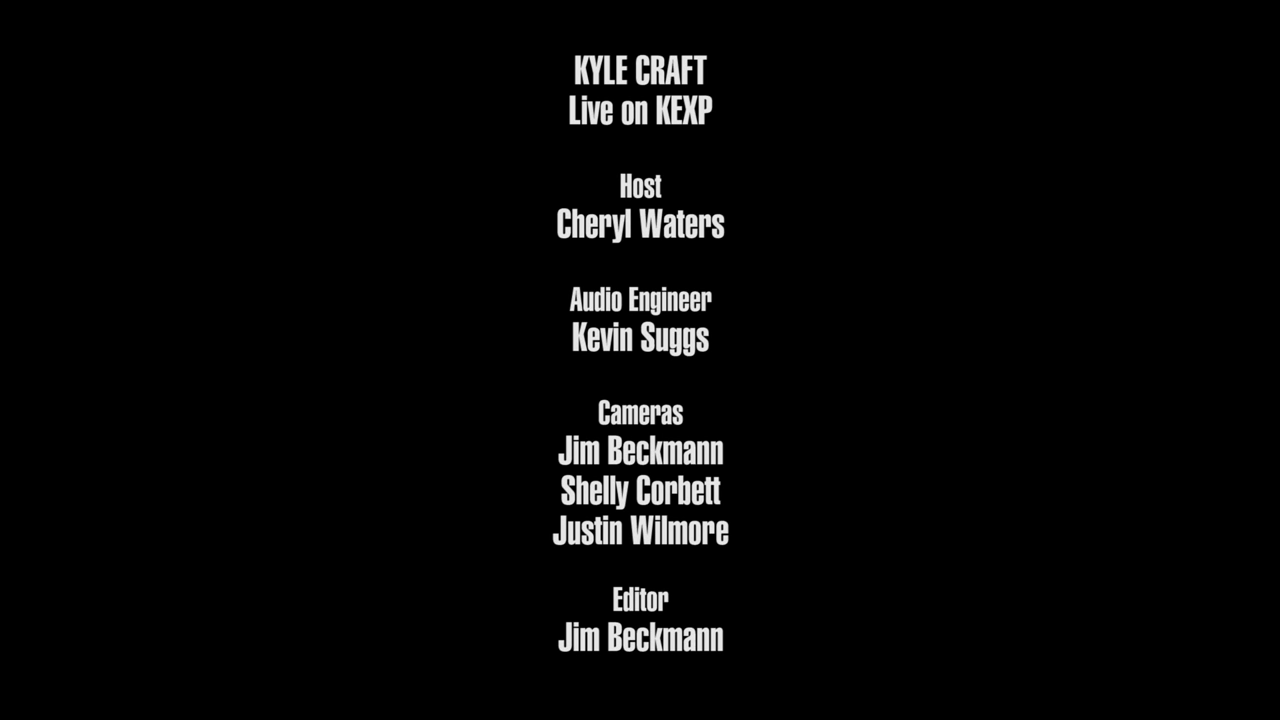 KYLE CRAFT
Live on KEXP
Host
Cheryl Waters
Audio Engineer
Kevin Suggs
Cameras
Jim Beckmann
Shelly Corbett
Justin Wilmore
Editor
Jim Beckmann